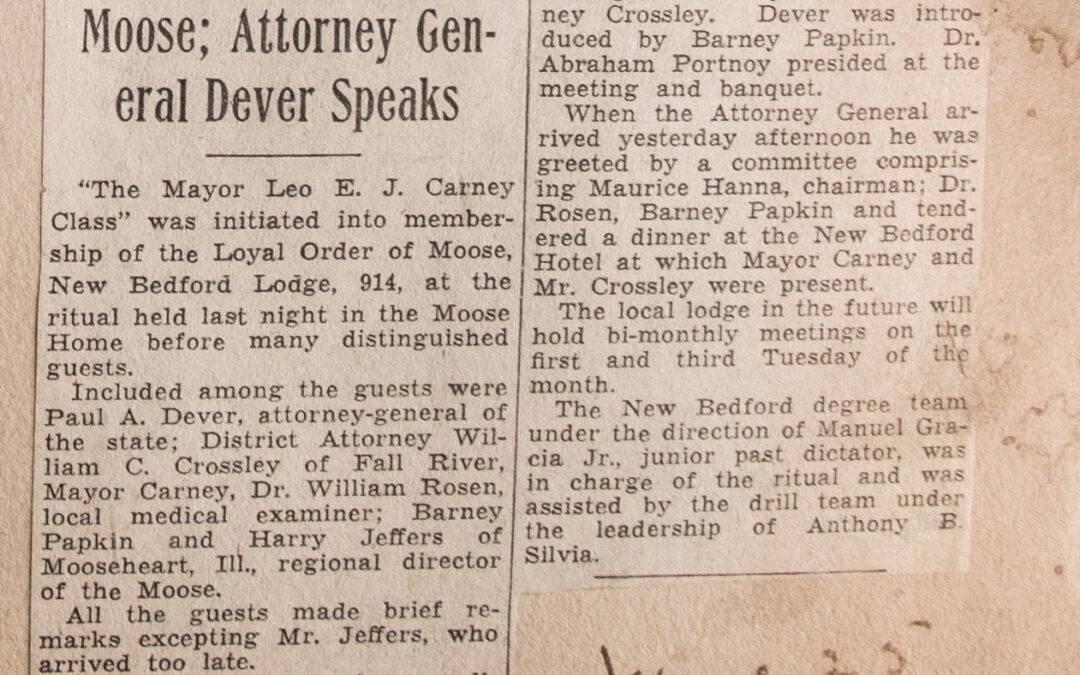 Moose; Attorney Gen-
eral Dever Speaks
"The Mayor Leo E. J. Carney
Class" was initiated into member-
ship of the Loyal Order of Moose,
New Bedford Lodge, 914, at the
ritual held last night in the Moose
Home before many distinguished
guests.
Included among the guests were
Paul A. Dever, attorney-general of
the state; District Attorney Wil-
liam C. Crossley of Fall River,
Mayor Carney, Dr. William Rosen,
local medical examiner; Barney
Papkin and Harry Jeffers of
Mooseheart, Ill., regional director
of the Moose.
All the guests made brief re-
marks excepting Mr. Jeffers, who
arrived too late.
ney Crossley. Dever was intro-
duced by Barney Papkin. Dr.
Abraham Portnoy presided at the
meeting and banquet.
When the Attorney General ar-
rived yesterday afternoon he was
greeted by a committee compris-
ing Maurice Hanna, chairman; Dr.
Rosen, Barney Papkin and tend-
ered a dinner at the New Bedford
Hotel at which Mayor Carney and
Mr. Crossley were present.
The local lodge in the future will
hold bi-monthly meetings on the
first and third Tuesday of the
month.
The New Bedford degree team
under the direction of Manuel Gra-
cia Jr., junior past dictator, was
in charge of the ritual and was
assisted by the drill team under
the leadership of Anthony B.
Silvia.